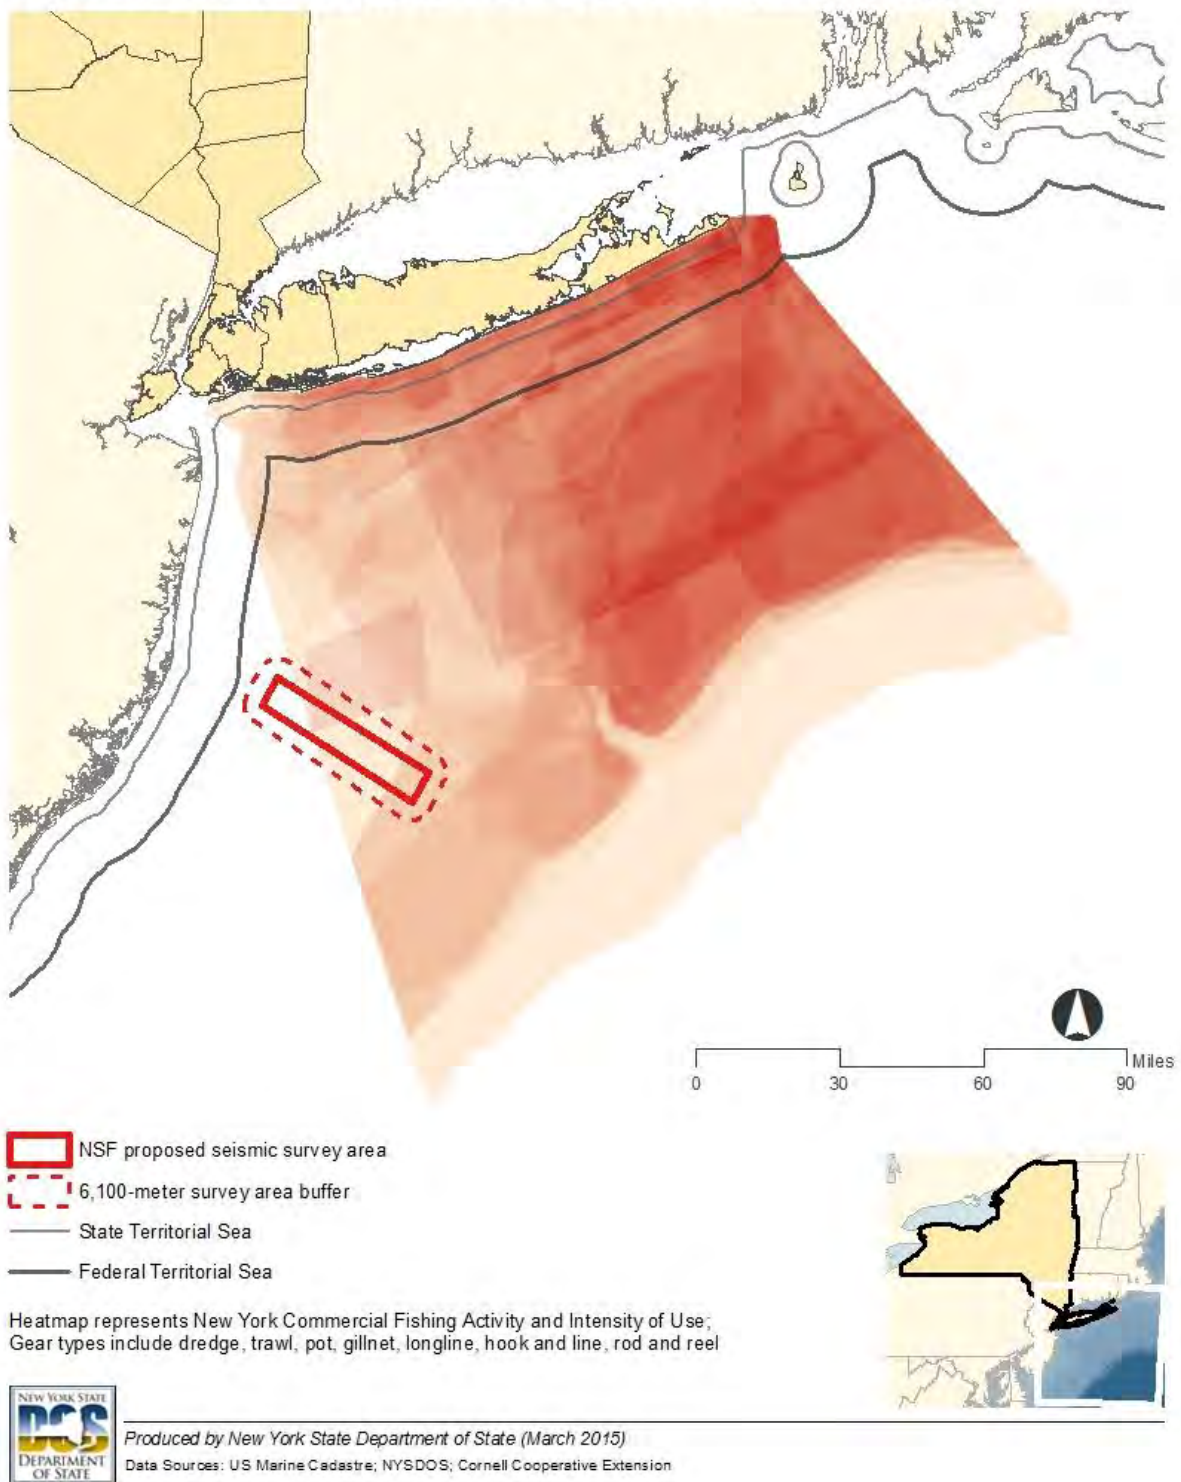 Miles
0 30 60 90
NSF proposed seismic survey area
6,100-meter survey area buffer
State Territorial Sea
Federal Territorial Sea
Heatmap represents New York Commercial Fishing Activity and Intensity of Use;
Gear types include dredge, trawl, pot, gillnet, longline, hook and line, rod and reel
NEW YORK STATE
DOS
DEPARTMENT
OF STATE
Produced by New York State Department of State (March 2015)
Data Sources: US Marine Cadastre; NYSDOS; Cornell Cooperative Extension